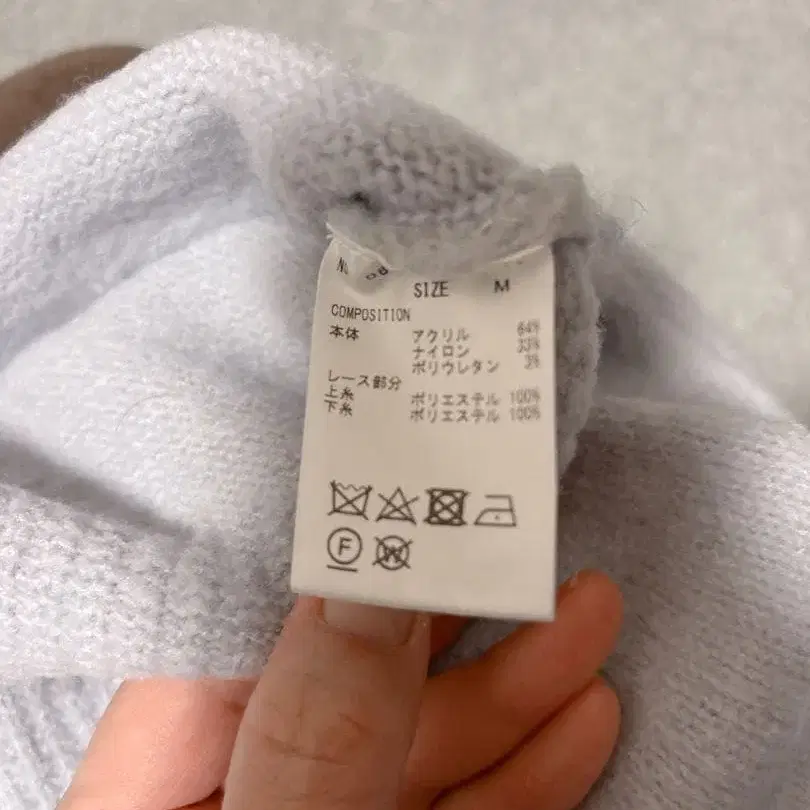 SIZE M
COMPOSITION
本体 アクリル 64%
ナイロン 33%
ポリウレタン 3%
レース部分
上糸 ポリエステル 100%
下糸 ポリエステル 100%
F
W